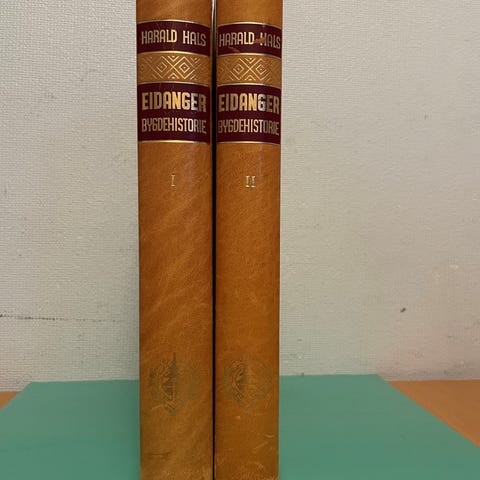 HARALD HALS
EIDANGER
BYGDEHISTORIE
I
HARALD HALS
EIDANGER
BYGDEHISTORIE
II